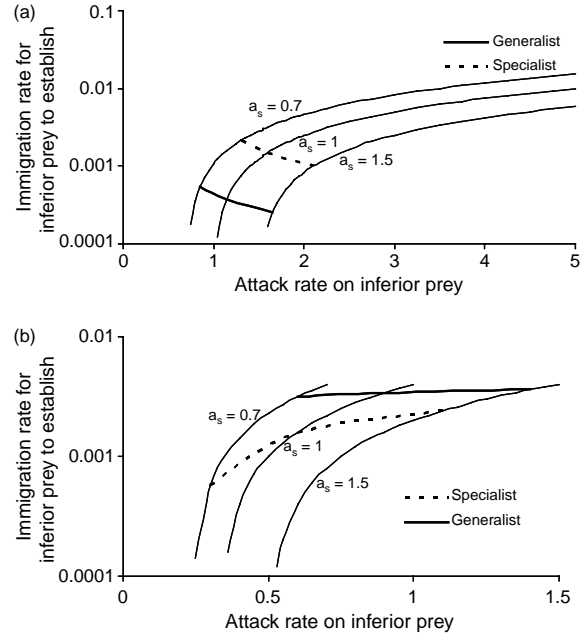 (a)
Immigration rate for
inferior prey to establish
0.1
0.01
0.001
0.0001
Generalist
Specialist
a_s = 0.7
a_s = 1
a_s = 1.5
0 1 2 3 4 5
Attack rate on inferior prey
(b)
Immigration rate for
inferior prey to establish
0.01
0.001
0.0001
a_s = 0.7
a_s = 1
a_s = 1.5
Specialist
Generalist
0 0.5 1 1.5
Attack rate on inferior prey